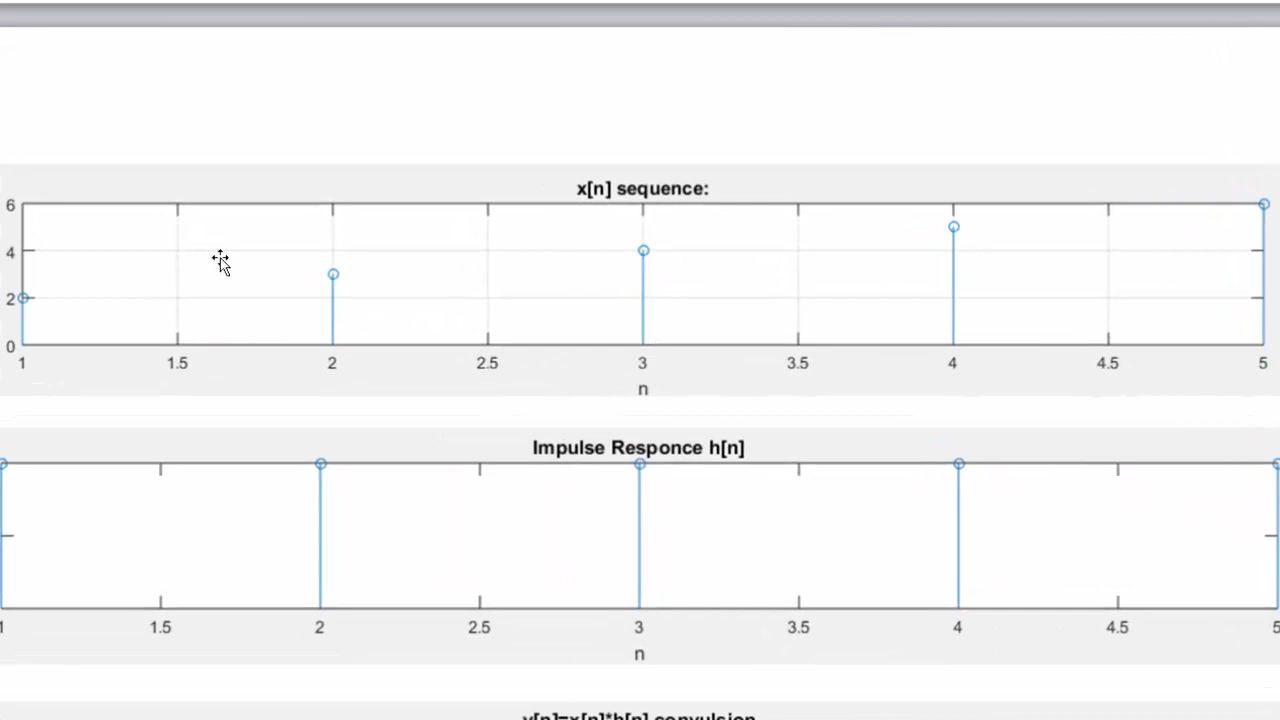 x[n] sequence:
6
4
2
0
1 1.5 2 2.5 3 3.5 4 4.5 5
n
Impulse Responce h[n]
1 1.5 2 2.5 3 3.5 4 4.5 5
n
y[n]=x[n]*h[n] convulsion